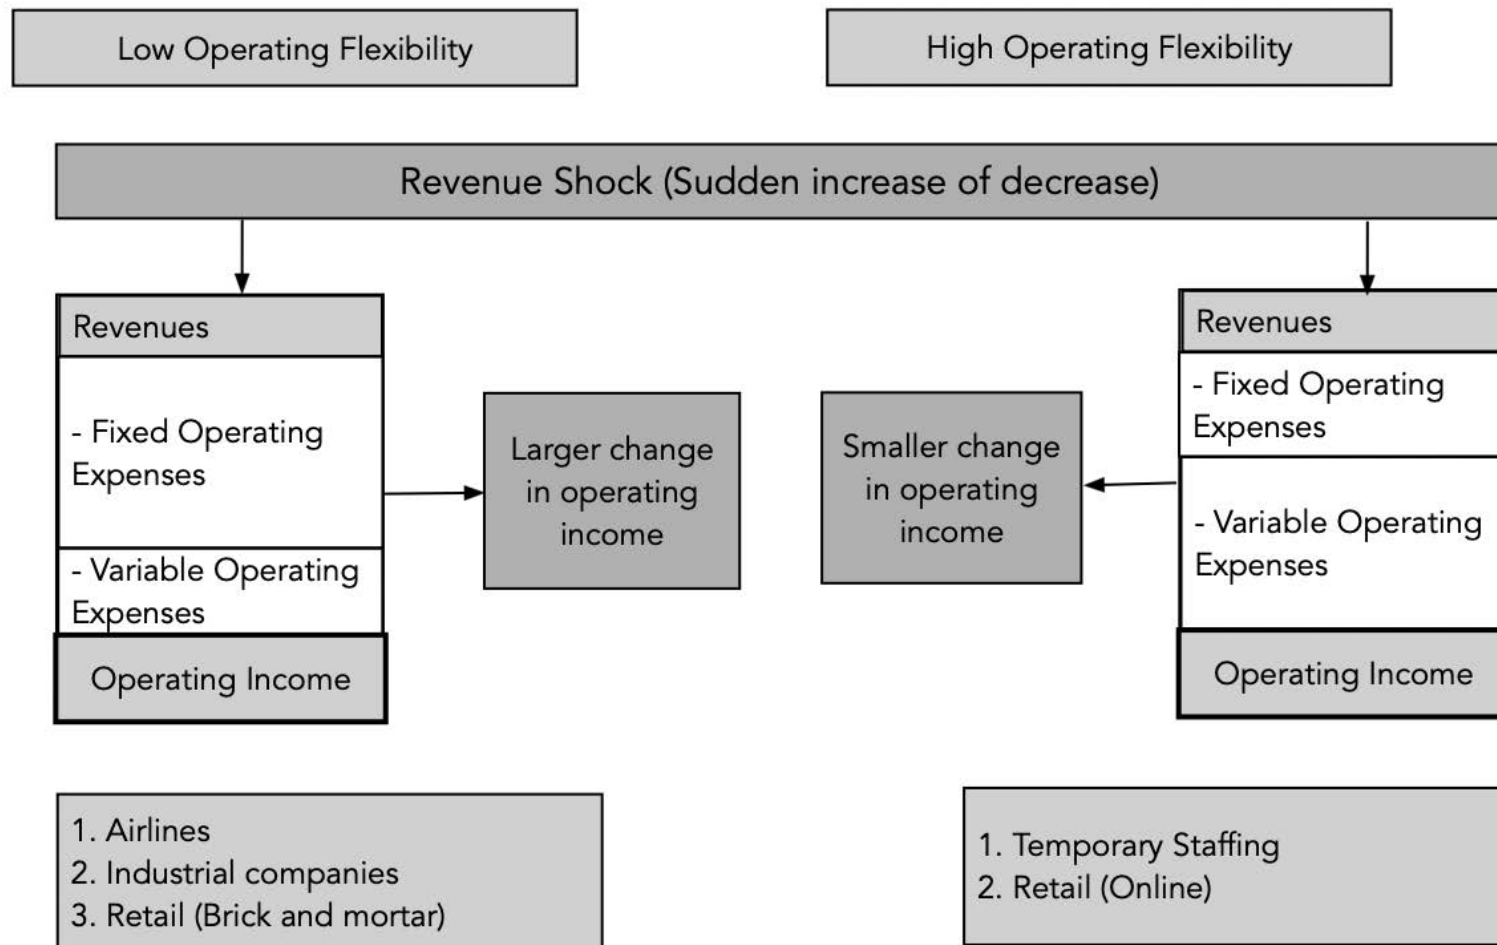 Low Operating Flexibility
High Operating Flexibility
Revenue Shock (Sudden increase of decrease)
Revenues
- Fixed Operating
Expenses
- Variable Operating
Expenses
Operating Income
Larger change
in operating
income
Smaller change
in operating
income
Revenues
- Fixed Operating
Expenses
- Variable Operating
Expenses
Operating Income
1. Airlines
2. Industrial companies
3. Retail (Brick and mortar)
1. Temporary Staffing
2. Retail (Online)